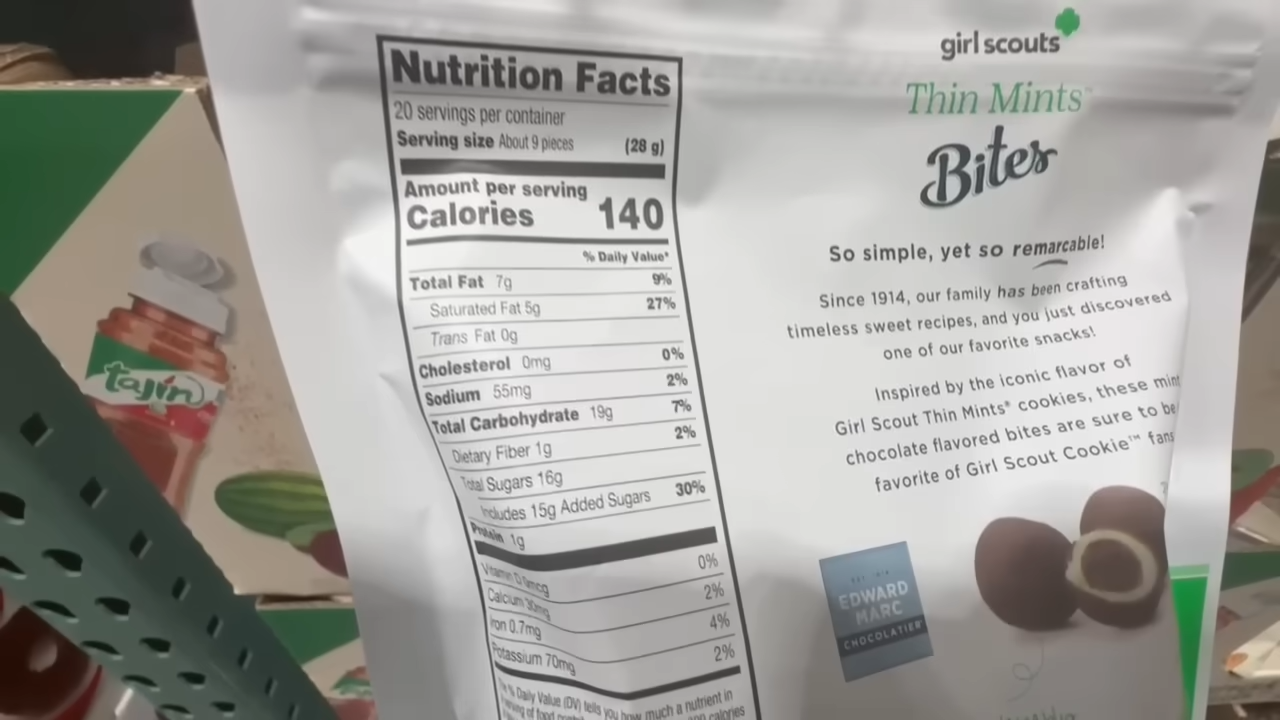 Nutrition Facts
20 servings per container
Serving size About 9 pieces (28 g)
Amount per serving
Calories 140
% Daily Value*
Total Fat 7g 9%
Saturated Fat 5g 27%
Trans Fat 0g
Cholesterol 0mg 0%
Sodium 55mg 2%
Total Carbohydrate 19g 7%
Dietary Fiber 1g 2%
Total Sugars 16g
Includes 15g Added Sugars 30%
Protein 1g
Vitamin D 0mcg 0%
Calcium 30mg 2%
Iron 0.7mg 4%
Potassium 70mg 2%
% Daily Value (DV) tells you how much a nutrient in
of food
calories
girl scouts
Thin Mints
Bites
So simple, yet so remarcable!
Since 1914, our family has been crafting
timeless sweet recipes, and you just discovered
one of our favorite snacks!
Inspired by the iconic flavor of
Girl Scout Thin Mints® cookies, these mint
chocolate flavored bites are sure to be
favorite of Girl Scout Cookie™ fans
EDWARD
MARC
CHOCOLATIER
tajín